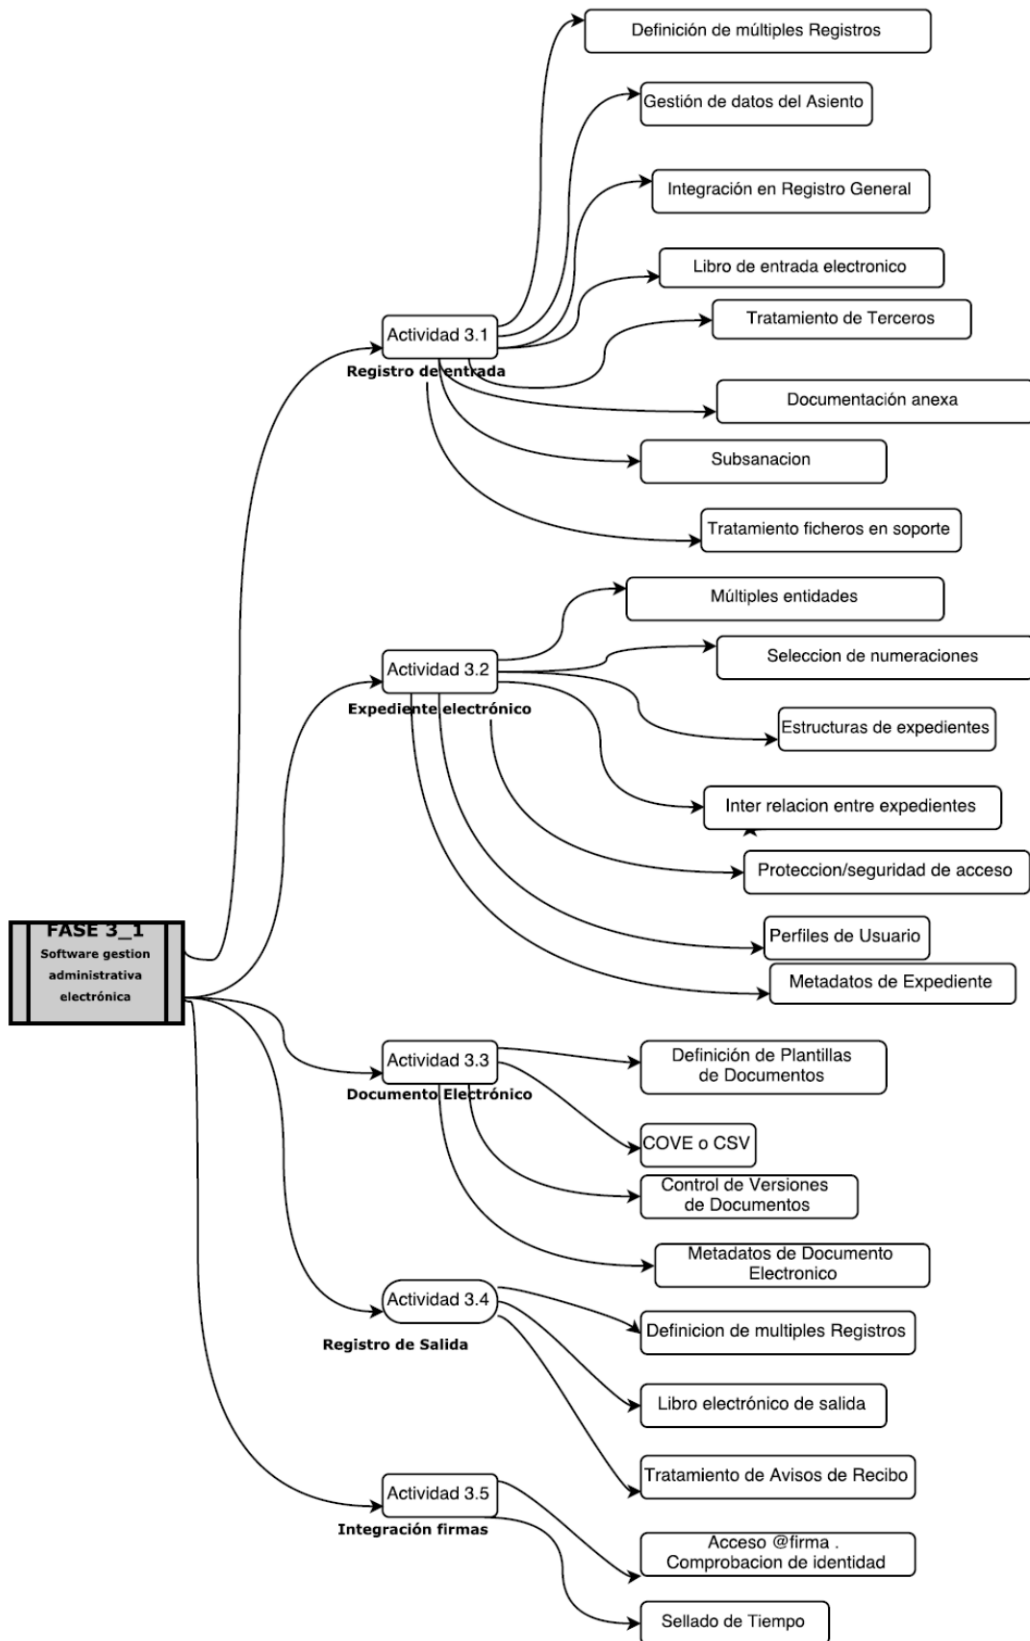 Definición de múltiples Registros
Gestión de datos del Asiento
Integración en Registro General
Libro de entrada electronico
Tratamiento de Terceros
Actividad 3.1
Registro de entrada
Documentación anexa
Subsanacion
Tratamiento ficheros en soporte
Múltiples entidades
Actividad 3.2
Expediente electrónico
Seleccion de numeraciones
Estructuras de expedientes
Inter relacion entre expedientes
Proteccion/seguridad de acceso
Perfiles de Usuario
Metadatos de Expediente
FASE 3_1
Software gestion
administrativa
electrónica
Actividad 3.3
Documento Electrónico
Definición de Plantillas
de Documentos
COVE o CSV
Control de Versiones
de Documentos
Metadatos de Documento
Electronico
Actividad 3.4
Registro de Salida
Definicion de multiples Registros
Libro electrónico de salida
Tratamiento de Avisos de Recibo
Actividad 3.5
Integración firmas
Acceso @firma .
Comprobacion de identidad
Sellado de Tiempo